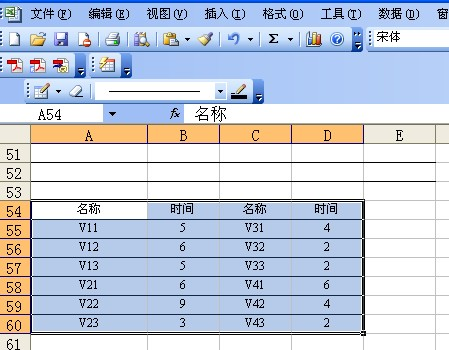 文件(F) 编辑(E) 视图(V) 插入(I) 格式(O) 工具(T) 数据(D) 窗
Σ ? 宋体
A54 fx 名称
A B C D E
51
52
53
54 名称 时间 名称 时间
55 V11 5 V31 4
56 V12 6 V32 2
57 V13 5 V33 2
58 V21 6 V41 6
59 V22 9 V42 4
60 V23 3 V43 2
61